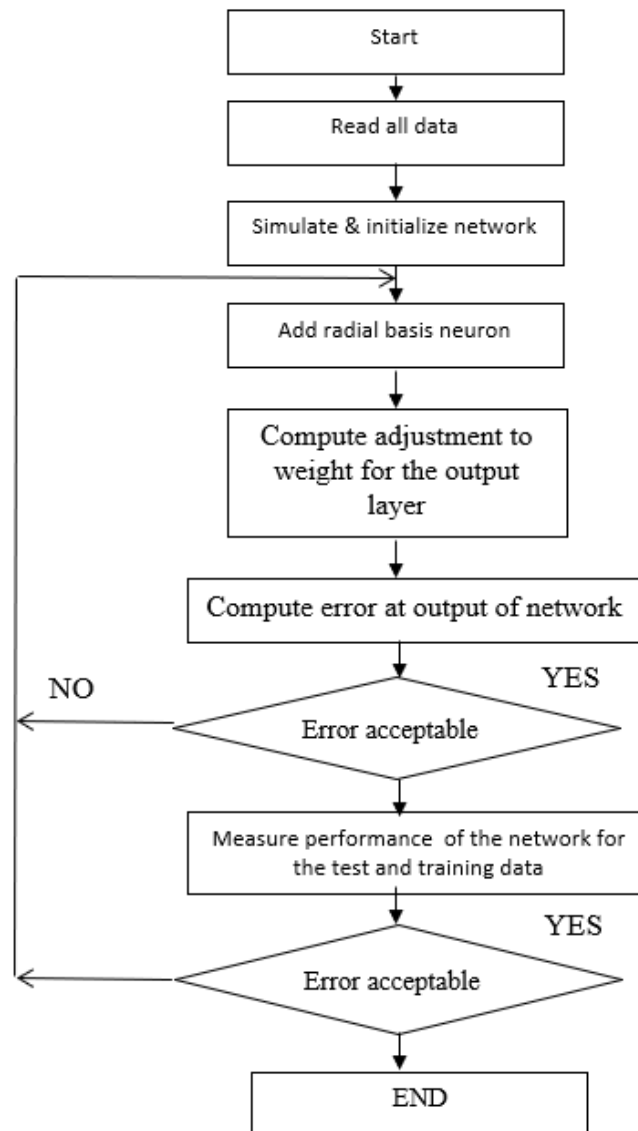 Start
Read all data
Simulate & initialize network
Add radial basis neuron
Compute adjustment to
weight for the output
layer
Compute error at output of network
NO
YES
Error acceptable
Measure performance of the network for
the test and training data
YES
Error acceptable
END